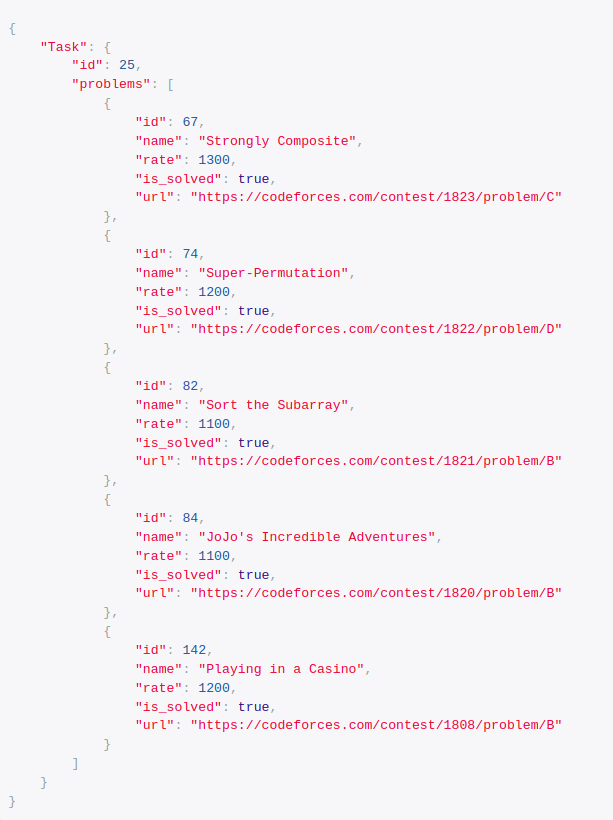 {
    "Task": {
        "id": 25,
        "problems": [
            {
                "id": 67,
                "name": "Strongly Composite",
                "rate": 1300,
                "is_solved": true,
                "url": "https://codeforces.com/contest/1823/problem/C"
            },
            {
                "id": 74,
                "name": "Super-Permutation",
                "rate": 1200,
                "is_solved": true,
                "url": "https://codeforces.com/contest/1822/problem/D"
            },
            {
                "id": 82,
                "name": "Sort the Subarray",
                "rate": 1100,
                "is_solved": true,
                "url": "https://codeforces.com/contest/1821/problem/B"
            },
            {
                "id": 84,
                "name": "JoJo's Incredible Adventures",
                "rate": 1100,
                "is_solved": true,
                "url": "https://codeforces.com/contest/1820/problem/B"
            },
            {
                "id": 142,
                "name": "Playing in a Casino",
                "rate": 1200,
                "is_solved": true,
                "url": "https://codeforces.com/contest/1808/problem/B"
            }
        ]
    }
}